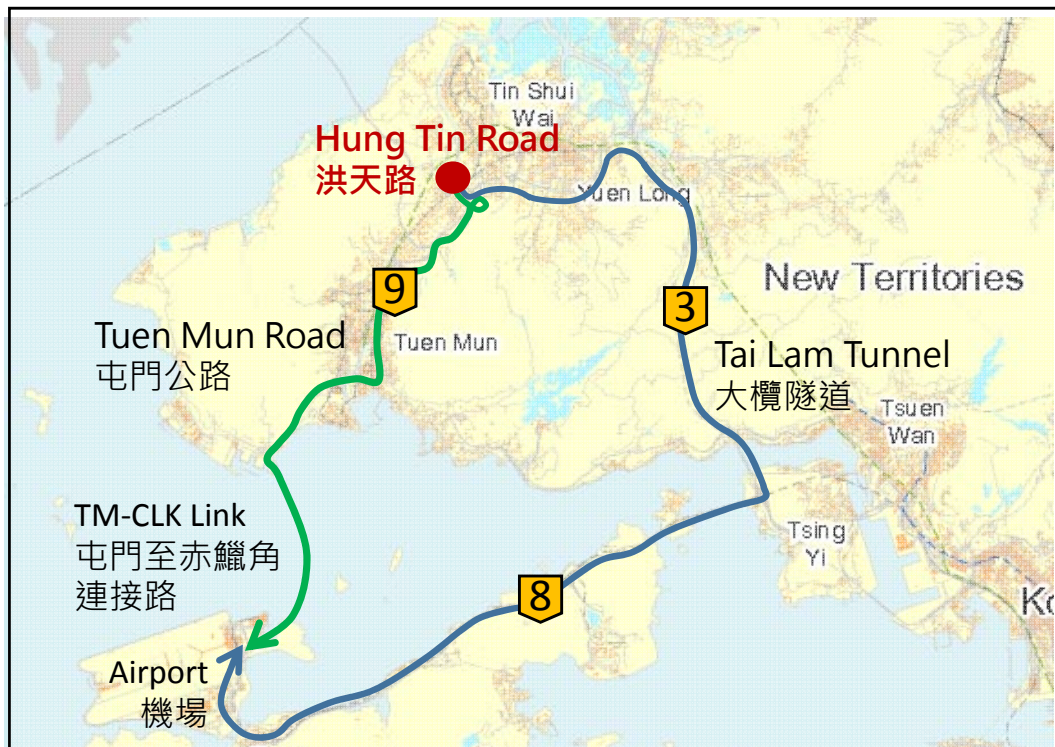 Tin Shui
Wai
Hung Tin Road
洪天路
Yuen Long
9
3
New Territories
Tuen Mun Road
屯門公路
Tuen Mun
Tai Lam Tunnel
大欖隧道
Tsuen
Wan
TM-CLK Link
屯門至赤鱲角
連接路
Tsing
Yi
8
Ko
Airport
機場